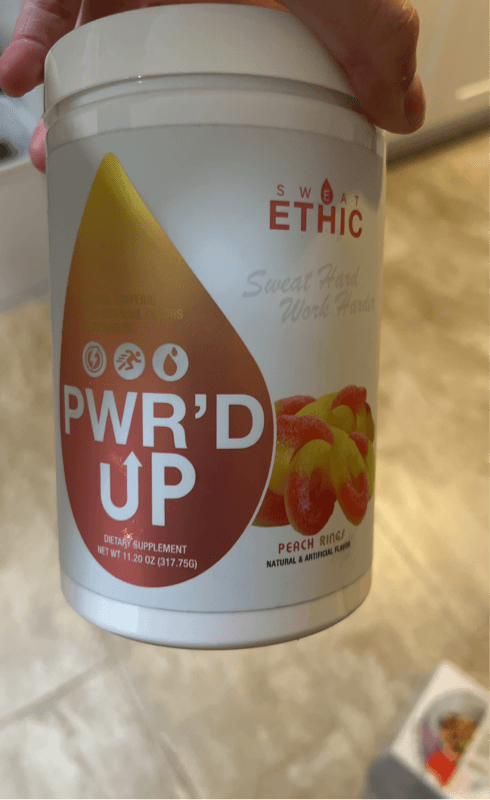 SWEAT
ETHIC
Sweat Hard
Work Harder
PWR'D
UP
DIETARY SUPPLEMENT
NET WT 11.20 OZ (317.75G)
PEACH RINGS
NATURAL & ARTIFICIAL FLAVOR